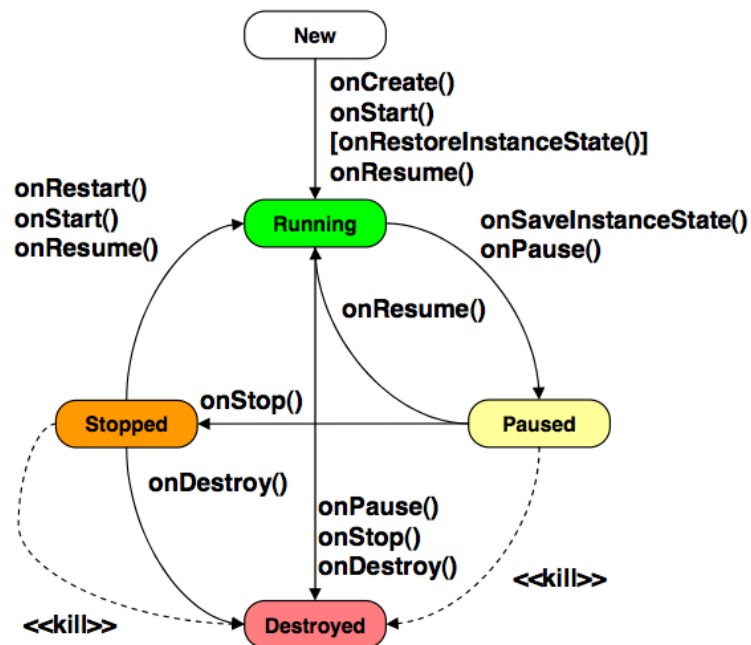 New
onCreate()
onStart()
[onRestoreInstanceState()]
onResume()
onRestart()
onStart()
onResume()
Running
onSaveInstanceState()
onPause()
onResume()
Stopped
onStop()
Paused
onDestroy()
onPause()
onStop()
onDestroy()
<<kill>>
<<kill>>
Destroyed